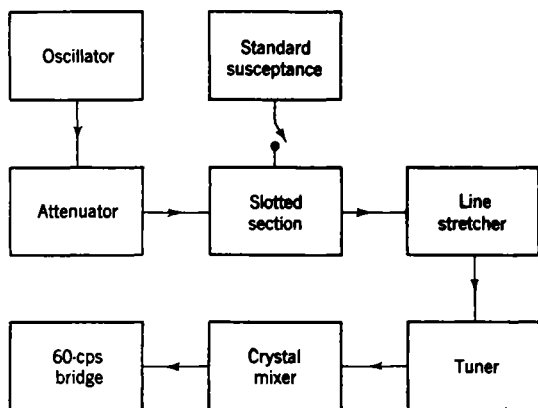 Oscillator
Standard
susceptance
Attenuator
Slotted
section
Line
stretcher
60-cps
bridge
Crystal
mixer
Tuner